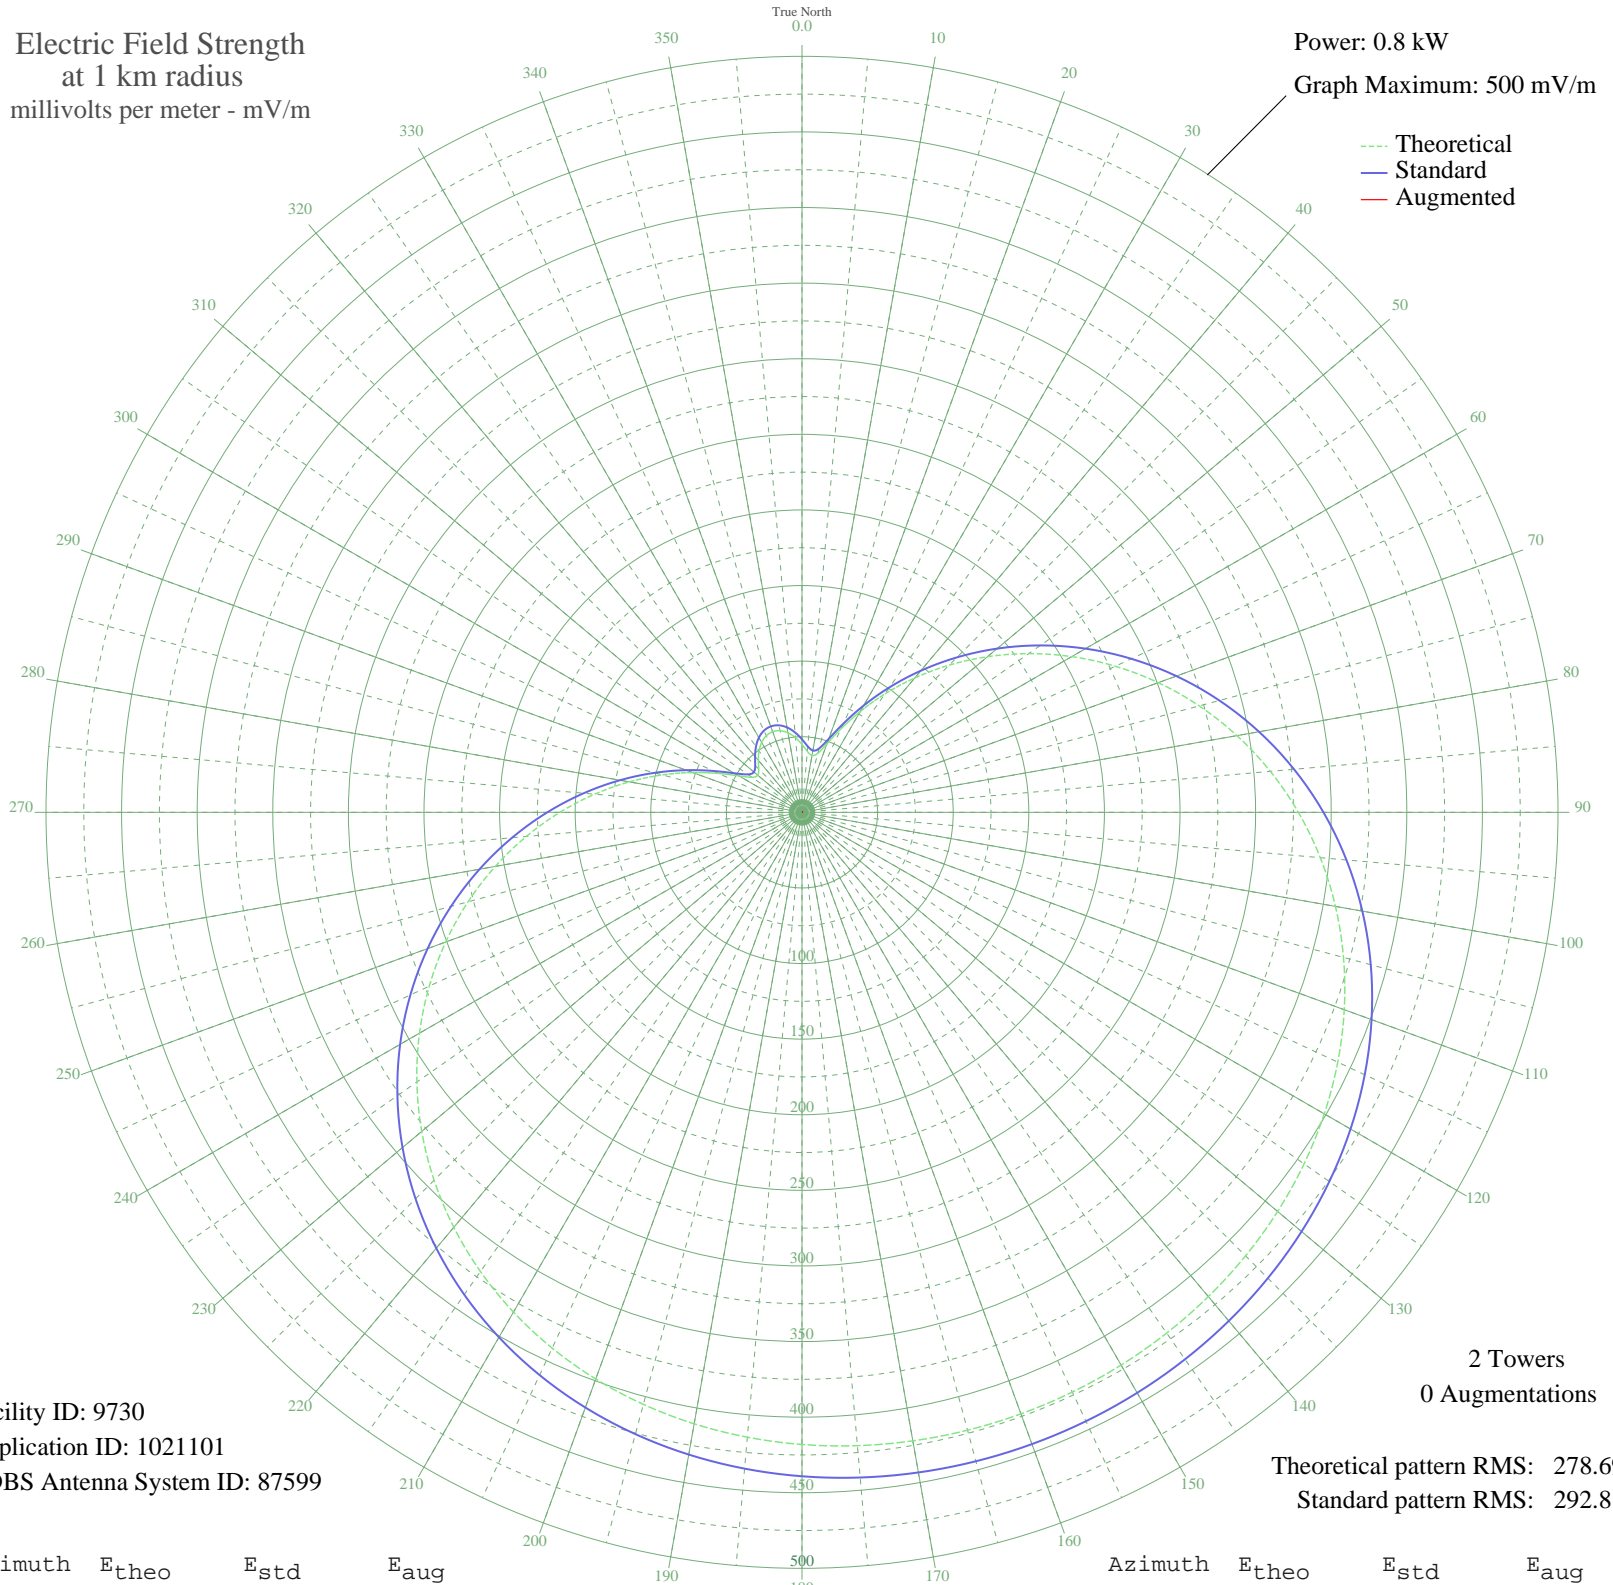 True North
0.0
Electric Field Strength
at 1 km radius
millivolts per meter - mV/m
Power: 0.8 kW
Graph Maximum: 500 mV/m
Theoretical
Standard
Augmented
10
20
30
40
50
60
70
80
90
100
110
120
130
140
150
160
170
190
200
210
220
230
240
250
260
270
280
290
300
310
320
330
340
350
100
150
200
250
300
350
400
450
500
2 Towers
0 Augmentations
cility ID: 9730
plication ID: 1021101
DBS Antenna System ID: 87599
Theoretical pattern RMS: 278.69
Standard pattern RMS: 292.8
imuth Etheo Estd Eaug
Azimuth Etheo Estd Eaug